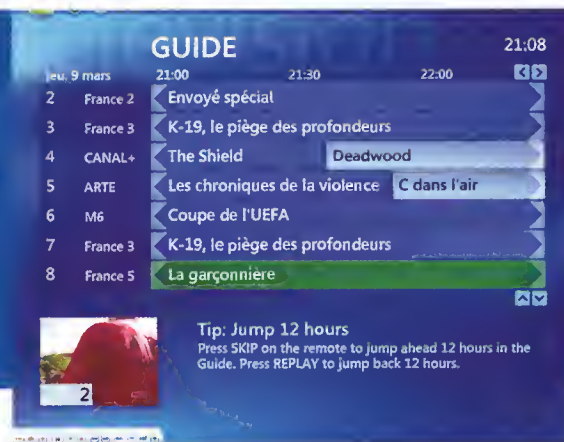 GUIDE 21:08
jeu. 9 mars 21:00 21:30 22:00
2 France 2 Envoyé spécial
3 France 3 K-19, le piège des profondeurs
4 CANAL+ The Shield Deadwood
5 ARTE Les chroniques de la violence C dans l'air
6 M6 Coupe de l'UEFA
7 France 3 K-19, le piège des profondeurs
8 France 5 La garçonnière
Tip: Jump 12 hours
Press SKIP on the remote to jump ahead 12 hours in the
Guide. Press REPLAY to jump back 12 hours.
2